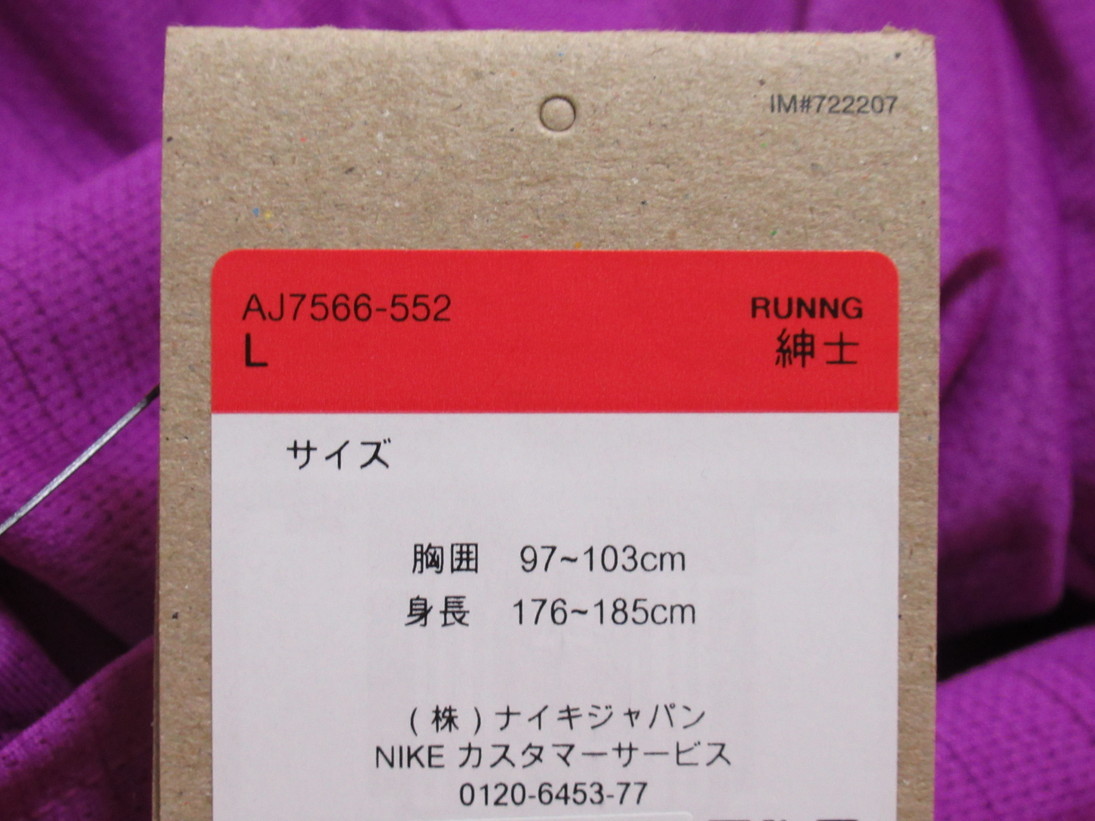 IM#722207
AJ7566-552 RUNNG
L 紳士
サイズ
胸囲 97~103cm
身長 176~185cm
(株)ナイキジャパン
NIKE カスタマーサービス
0120-6453-77